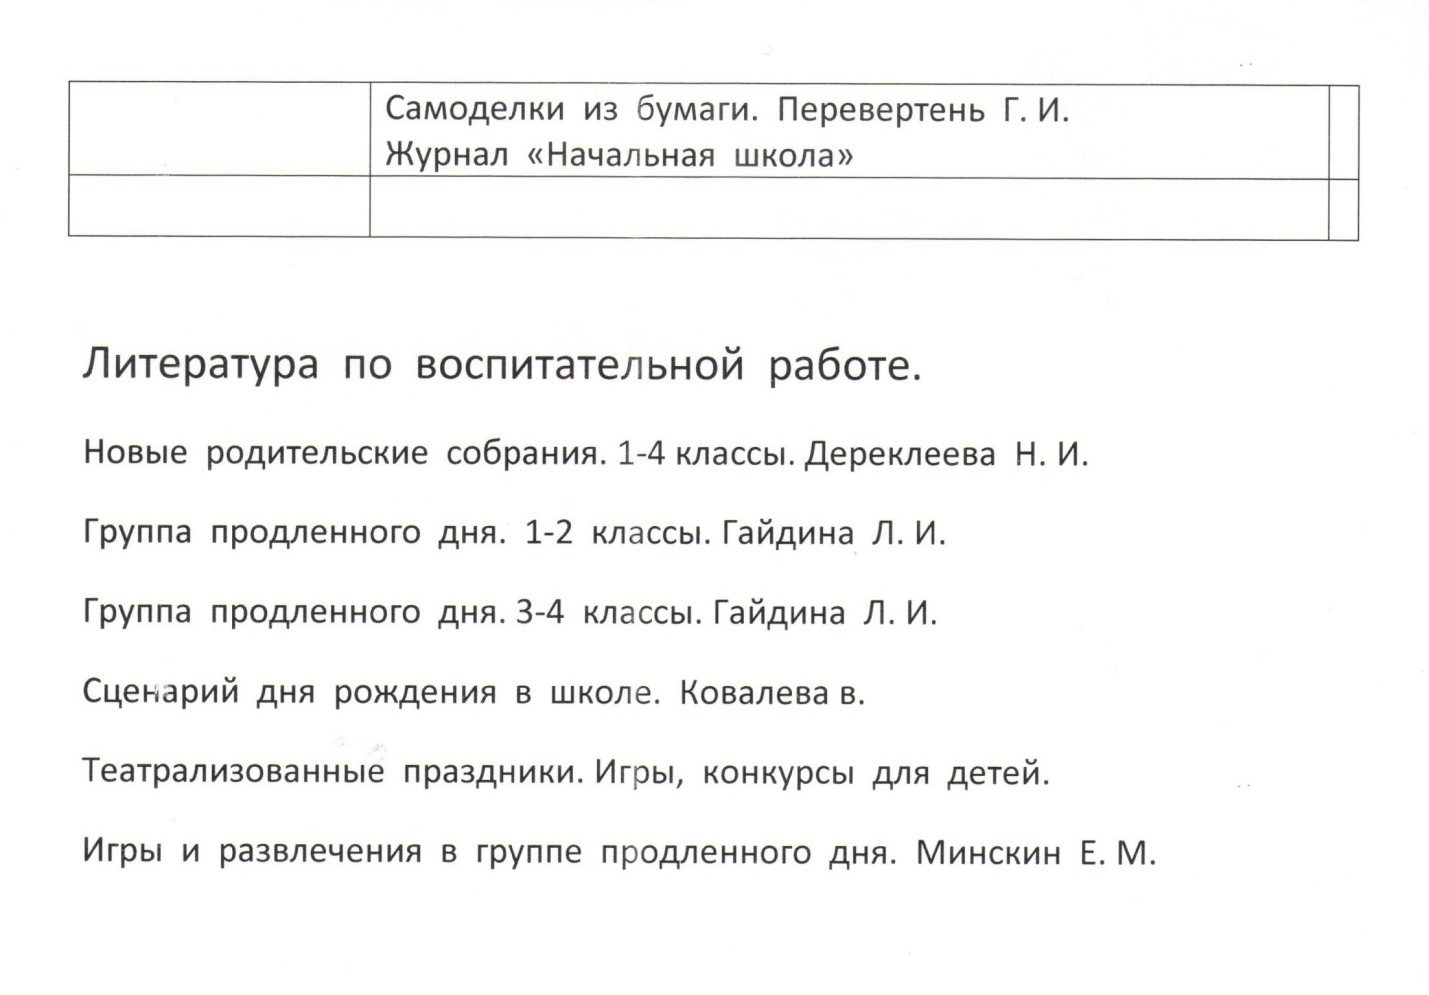 Самоделки из бумаги. Перевертень Г. И.
Журнал «Начальная школа»
Литература по воспитательной работе.
Новые родительские собрания. 1-4 классы. Дереклеева Н. И.
Группа продленного дня. 1-2 классы. Гайдина Л. И.
Группа продленного дня. 3-4 классы. Гайдина Л. И.
Сценарий дня рождения в школе. Ковалева в.
Театрализованные праздники. Игры, конкурсы для детей.
Игры и развлечения в группе продленного дня. Минскин Е. М.